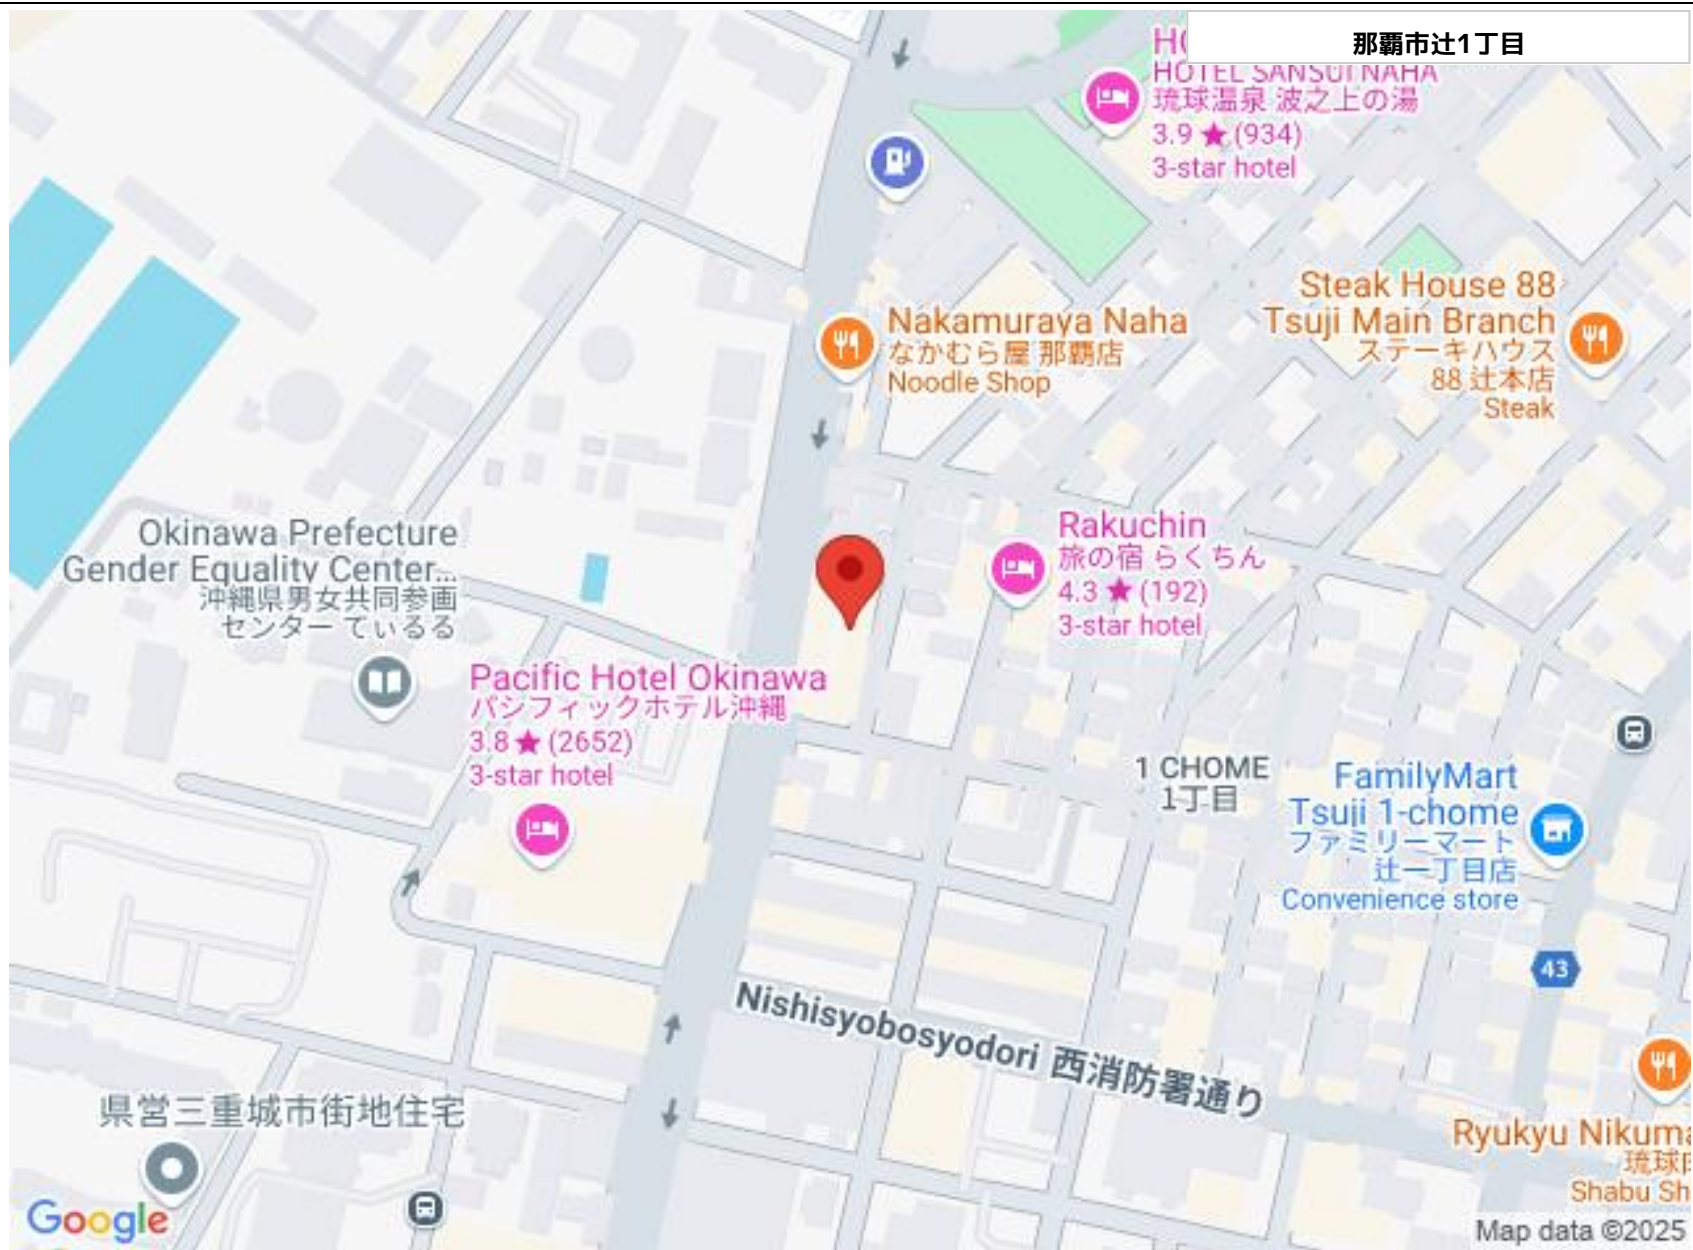 那覇市辻1丁目
HOTEL SANSUI NAHA
琉球温泉 波之上の湯
3.9 ★ (934)
3-star hotel
Nakamuraya Naha
なかむら屋 那覇店
Noodle Shop
Steak House 88
Tsuji Main Branch
ステーキハウス
88 辻本店
Steak
Okinawa Prefecture
Gender Equality Center...
沖縄県男女共同参画
センター てぃるる
Rakuchin
旅の宿 らくちん
4.3 ★ (192)
3-star hotel
Pacific Hotel Okinawa
パシフィックホテル沖縄
3.8 ★ (2652)
3-star hotel
1 CHOME
1丁目
FamilyMart
Tsuji 1-chome
ファミリーマート
辻一丁目店
Convenience store
43
Nishisyobosyodori 西消防署通り
県営三重城市街地住宅
Ryukyu Nikuma
琉球
Shabu Sh
Google
Map data ©2025